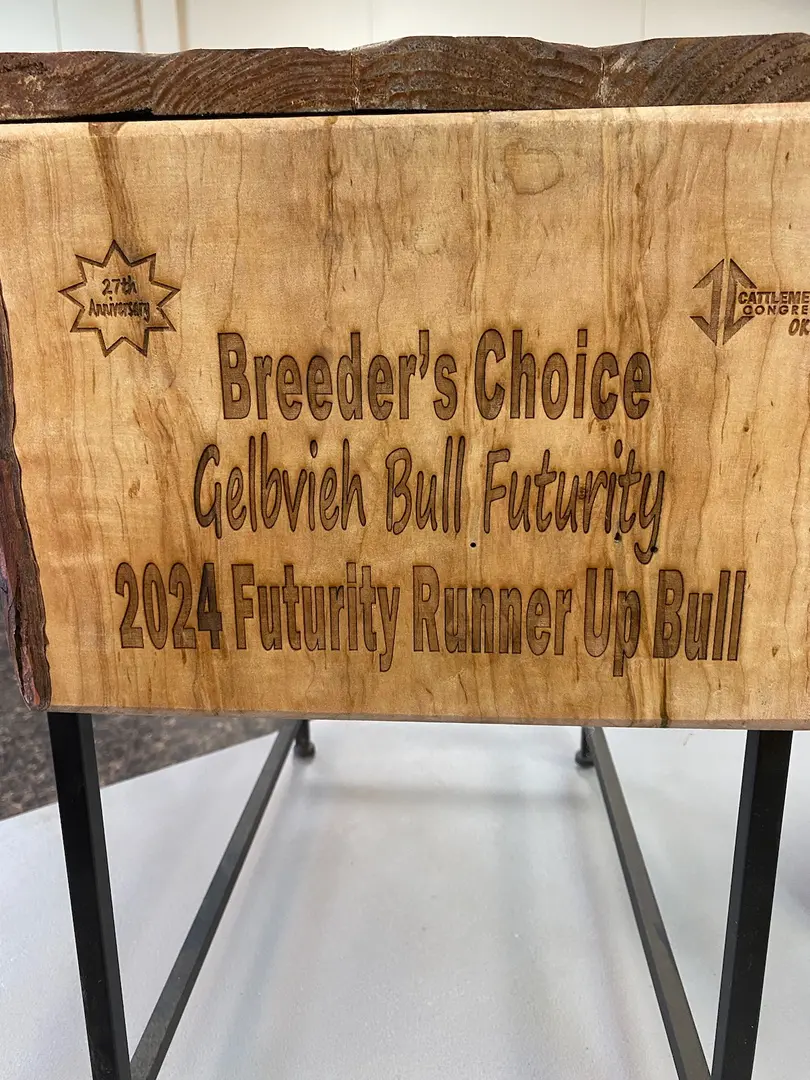 27th
Anniversary
CATTLEME
CONGRE
OK
Breeder's Choice
Gelbvieh Bull Futurity
2024 Futurity Runner Up Bull